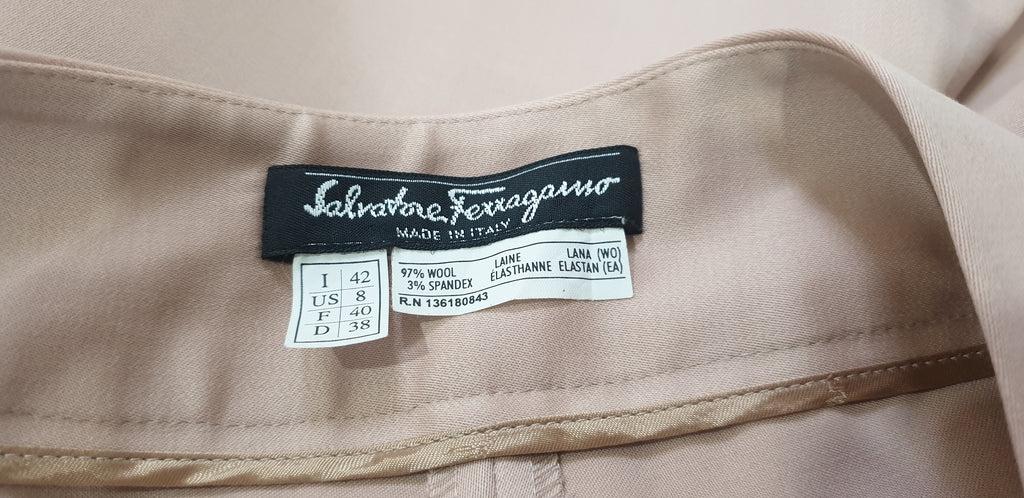 Salvatore Ferragamo
MADE IN ITALY
I 42
US 8
F 40
D 38
97% WOOL LAINE LANA (WO)
3% SPANDEX ÉLASTHANNE ELASTAN (EA)
R.N 136180843